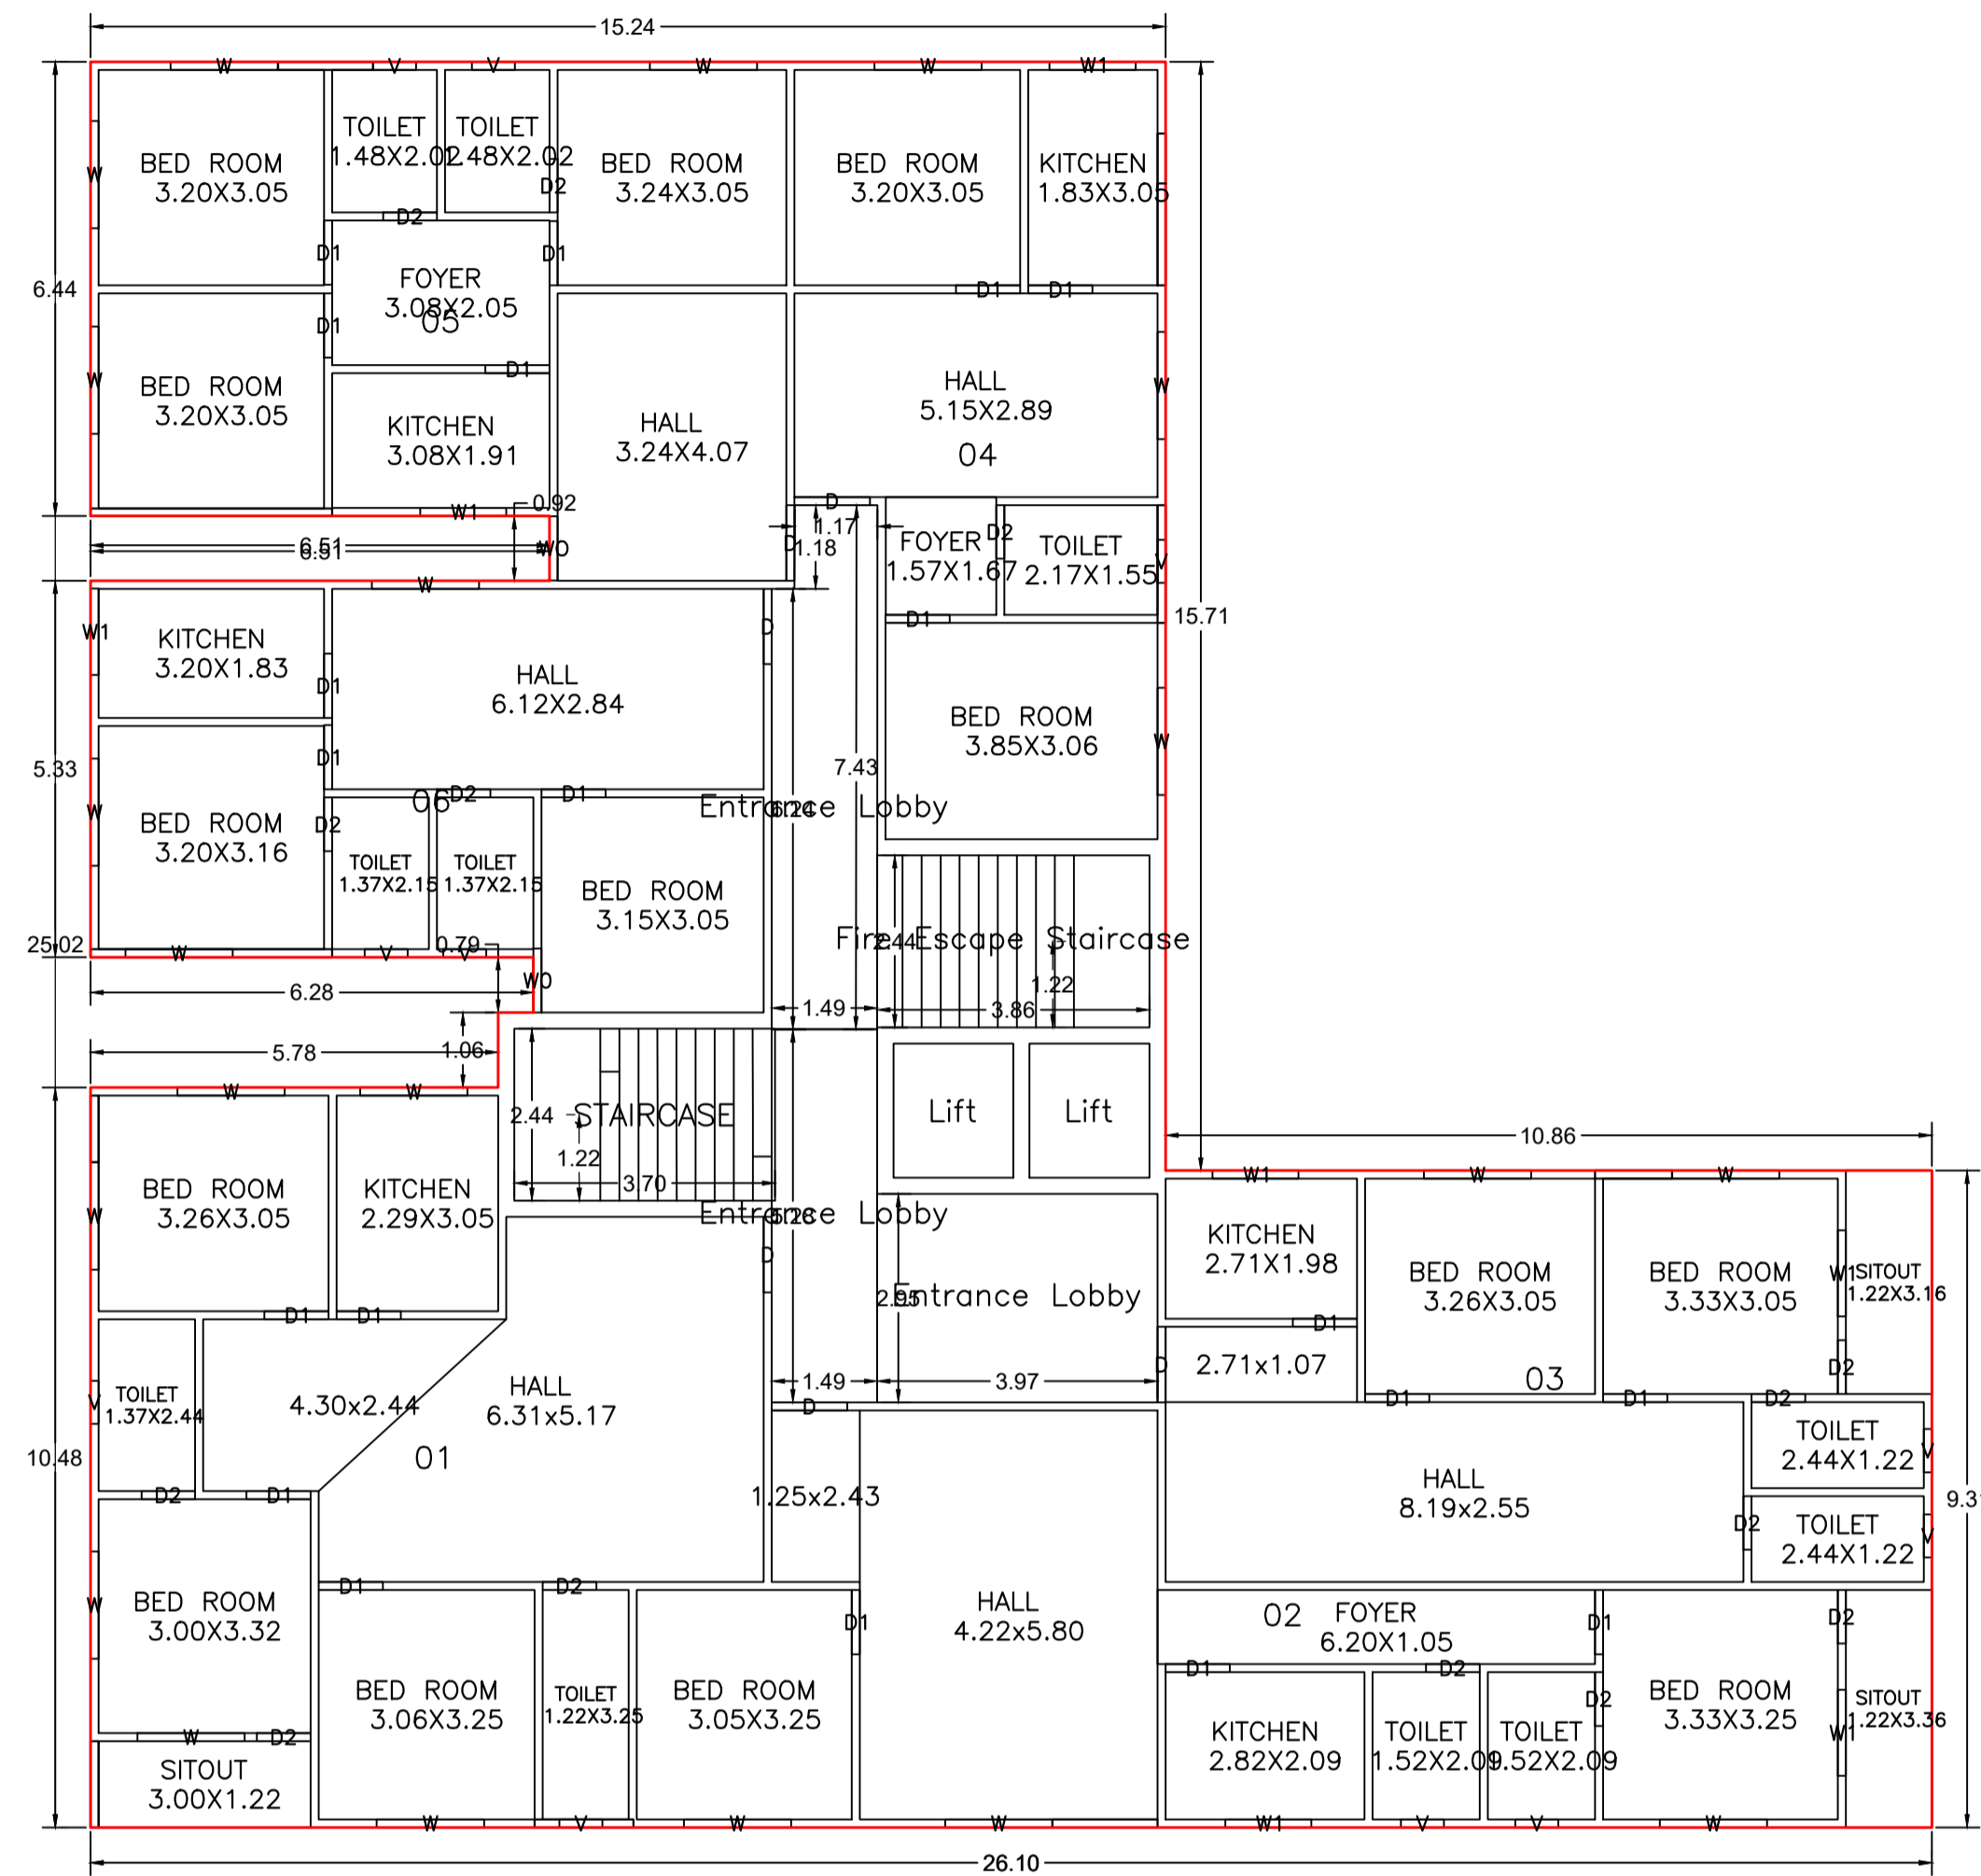 15.24
W
V
V
W
W
W1
BED ROOM
3.20X3.05
TOILET
1.48X2.02
TOILET
1.48X2.02
BED ROOM
3.24X3.05
BED ROOM
3.20X3.05
KITCHEN
1.83X3.05
W
D2
D2
D1
D1
FOYER
3.08X2.05
05
D1
D1
6.44
D1
D1
W
BED ROOM
3.20X3.05
KITCHEN
3.08X1.91
HALL
3.24X4.07
HALL
5.15X2.89
04
W
W1
0.92
D
1.17
1.18
D
6.51
6.51
W0
FOYER
1.57X1.67
D2
TOILET
2.17X1.55
V
D1
15.71
W
W1
KITCHEN
3.20X1.83
D1
HALL
6.12X2.84
D
BED ROOM
3.85X3.06
W
5.33
D1
7.43
W
06
D2
D1
Entrance Lobby
6.24
BED ROOM
3.20X3.16
D2
TOILET
1.37X2.15
TOILET
1.37X2.15
BED ROOM
3.15X3.05
25.02
W
V
V
0.79
W0
Fire Escape Staircase
2.44
1.22
6.28
1.49
3.86
5.78
1.06
W
W
2.44
STAIRCASE
1.22
3.70
Lift
Lift
10.86
W1
W
W
BED ROOM
3.26X3.05
KITCHEN
2.29X3.05
W
Entrance Lobby
5.28
D
KITCHEN
2.71X1.98
BED ROOM
3.26X3.05
BED ROOM
3.33X3.05
W1
SITOUT
1.22X3.16
2.95
Entrance Lobby
D1
D1
D1
2.71x1.07
D
D2
03
1.49
3.97
TOILET
1.37X2.44
V
4.30x2.44
HALL
6.31x5.17
D
D1
D1
D2
01
TOILET
2.44X1.22
V
10.48
D2
D1
1.25x2.43
HALL
8.19x2.55
D2
TOILET
2.44X1.22
V
9.31
D1
D2
BED ROOM
3.00X3.32
W
D1
HALL
4.22x5.80
02
FOYER
6.20X1.05
D1
D2
D1
D2
BED ROOM
3.06X3.25
TOILET
1.22X3.25
BED ROOM
3.05X3.25
D2
BED ROOM
3.33X3.25
SITOUT
1.22X3.36
W
D2
KITCHEN
2.82X2.09
TOILET
1.52X2.09
TOILET
1.52X2.09
W1
SITOUT
3.00X1.22
W
V
W
W
W1
V
V
W
26.10